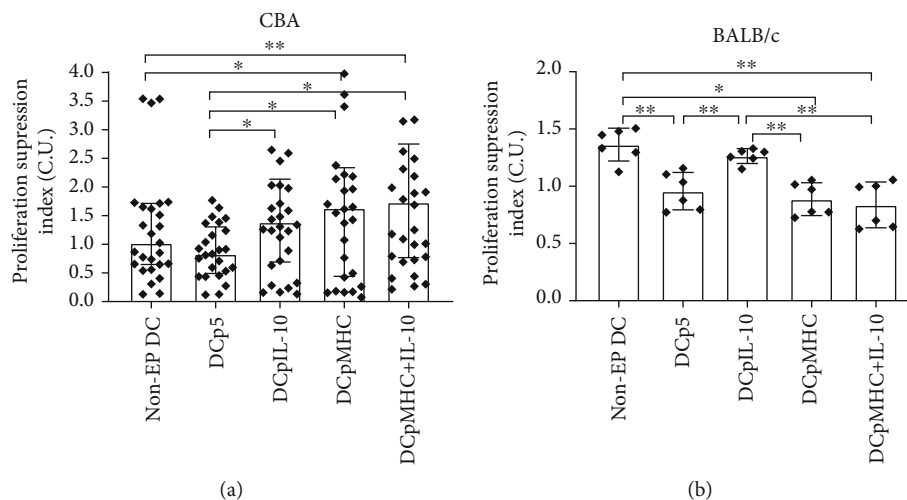 CBA
**
*
*
*
*
Proliferation supression
index (C.U.)
4.0
3.5
3.0
2.5
2.0
1.5
1.0
0.5
0.0
Non-EP DC
DCp5
DCpIL-10
DCpMHC
DCpMHC+IL-10
(a)
BALB/c
**
*
**
**
**
**
Proliferation supression
index (C.U.)
2.0
1.5
1.0
0.5
0.0
Non-EP DC
DCp5
DCpIL-10
DCpMHC
DCpMHC+IL-10
(b)